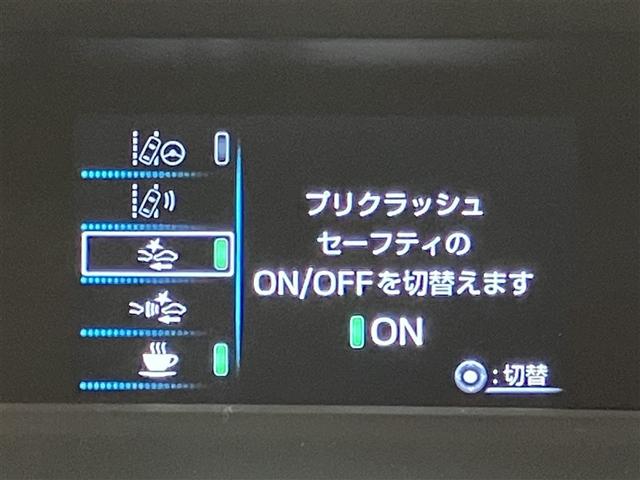 プリクラッシュ
セーフティの
ON/OFFを切替えます
ON
:切替